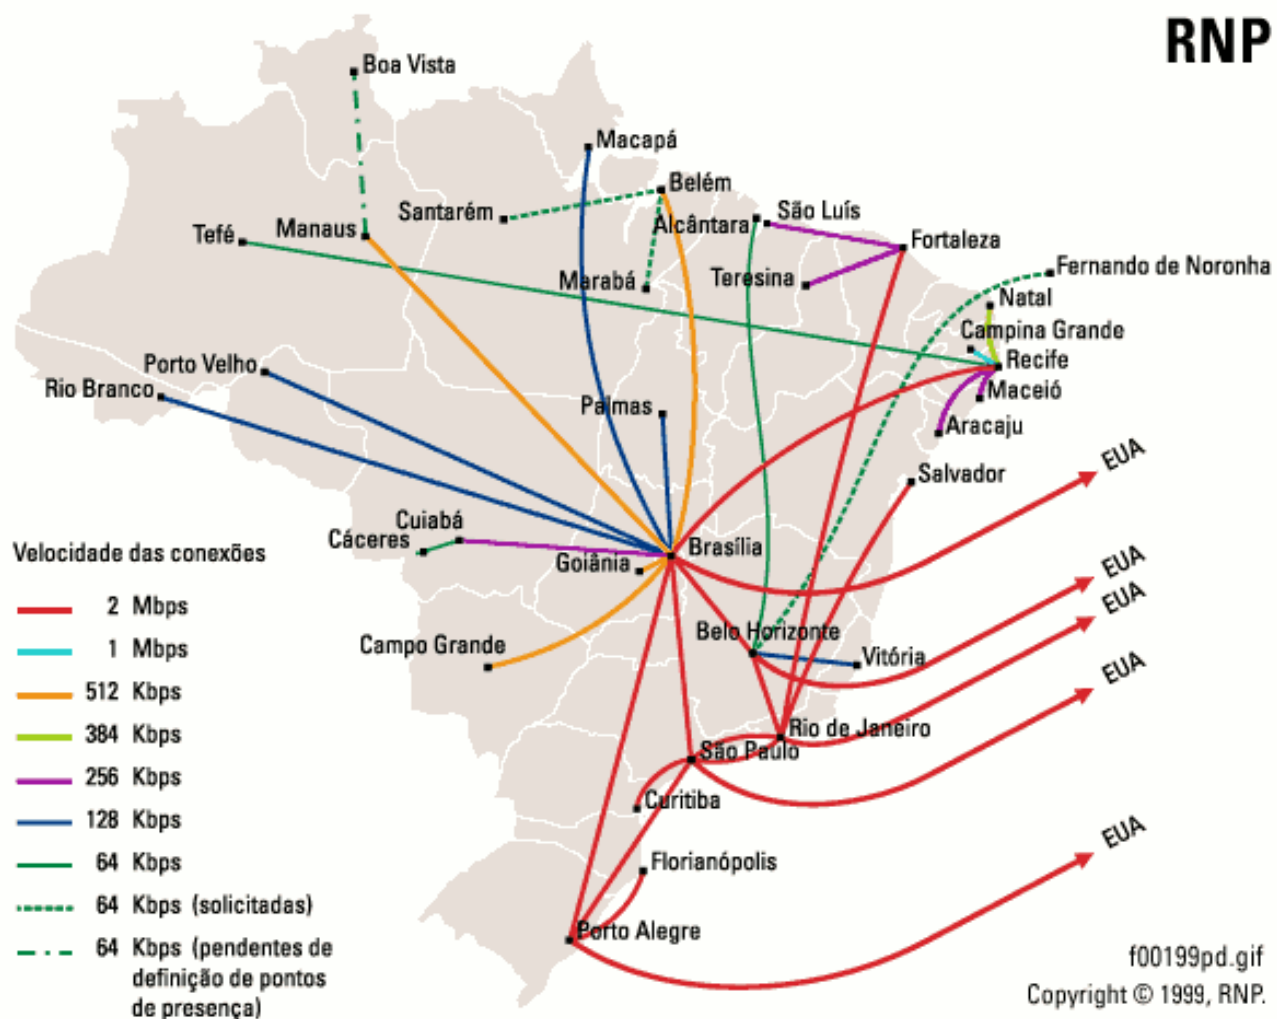 RNP
Boa Vista
Macapá
Belém
Santarém
Alcântara
São Luís
Tefé
Manaus
Fortaleza
Marabá
Teresina
Fernando de Noronha
Natal
Campina Grande
Porto Velho
Recife
Rio Branco
Maceió
Palmas
Aracaju
Salvador
EUA
Cuiabá
Cáceres
Brasília
Goiânia
EUA
EUA
Belo Horizonte
Campo Grande
Vitória
EUA
Rio de Janeiro
São Paulo
Curitiba
EUA
Florianópolis
Porto Alegre
Velocidade das conexões
2 Mbps
1 Mbps
512 Kbps
384 Kbps
256 Kbps
128 Kbps
64 Kbps
64 Kbps (solicitadas)
64 Kbps (pendentes de
definição de pontos
de presença)
f00199pd.gif
Copyright © 1999, RNP.